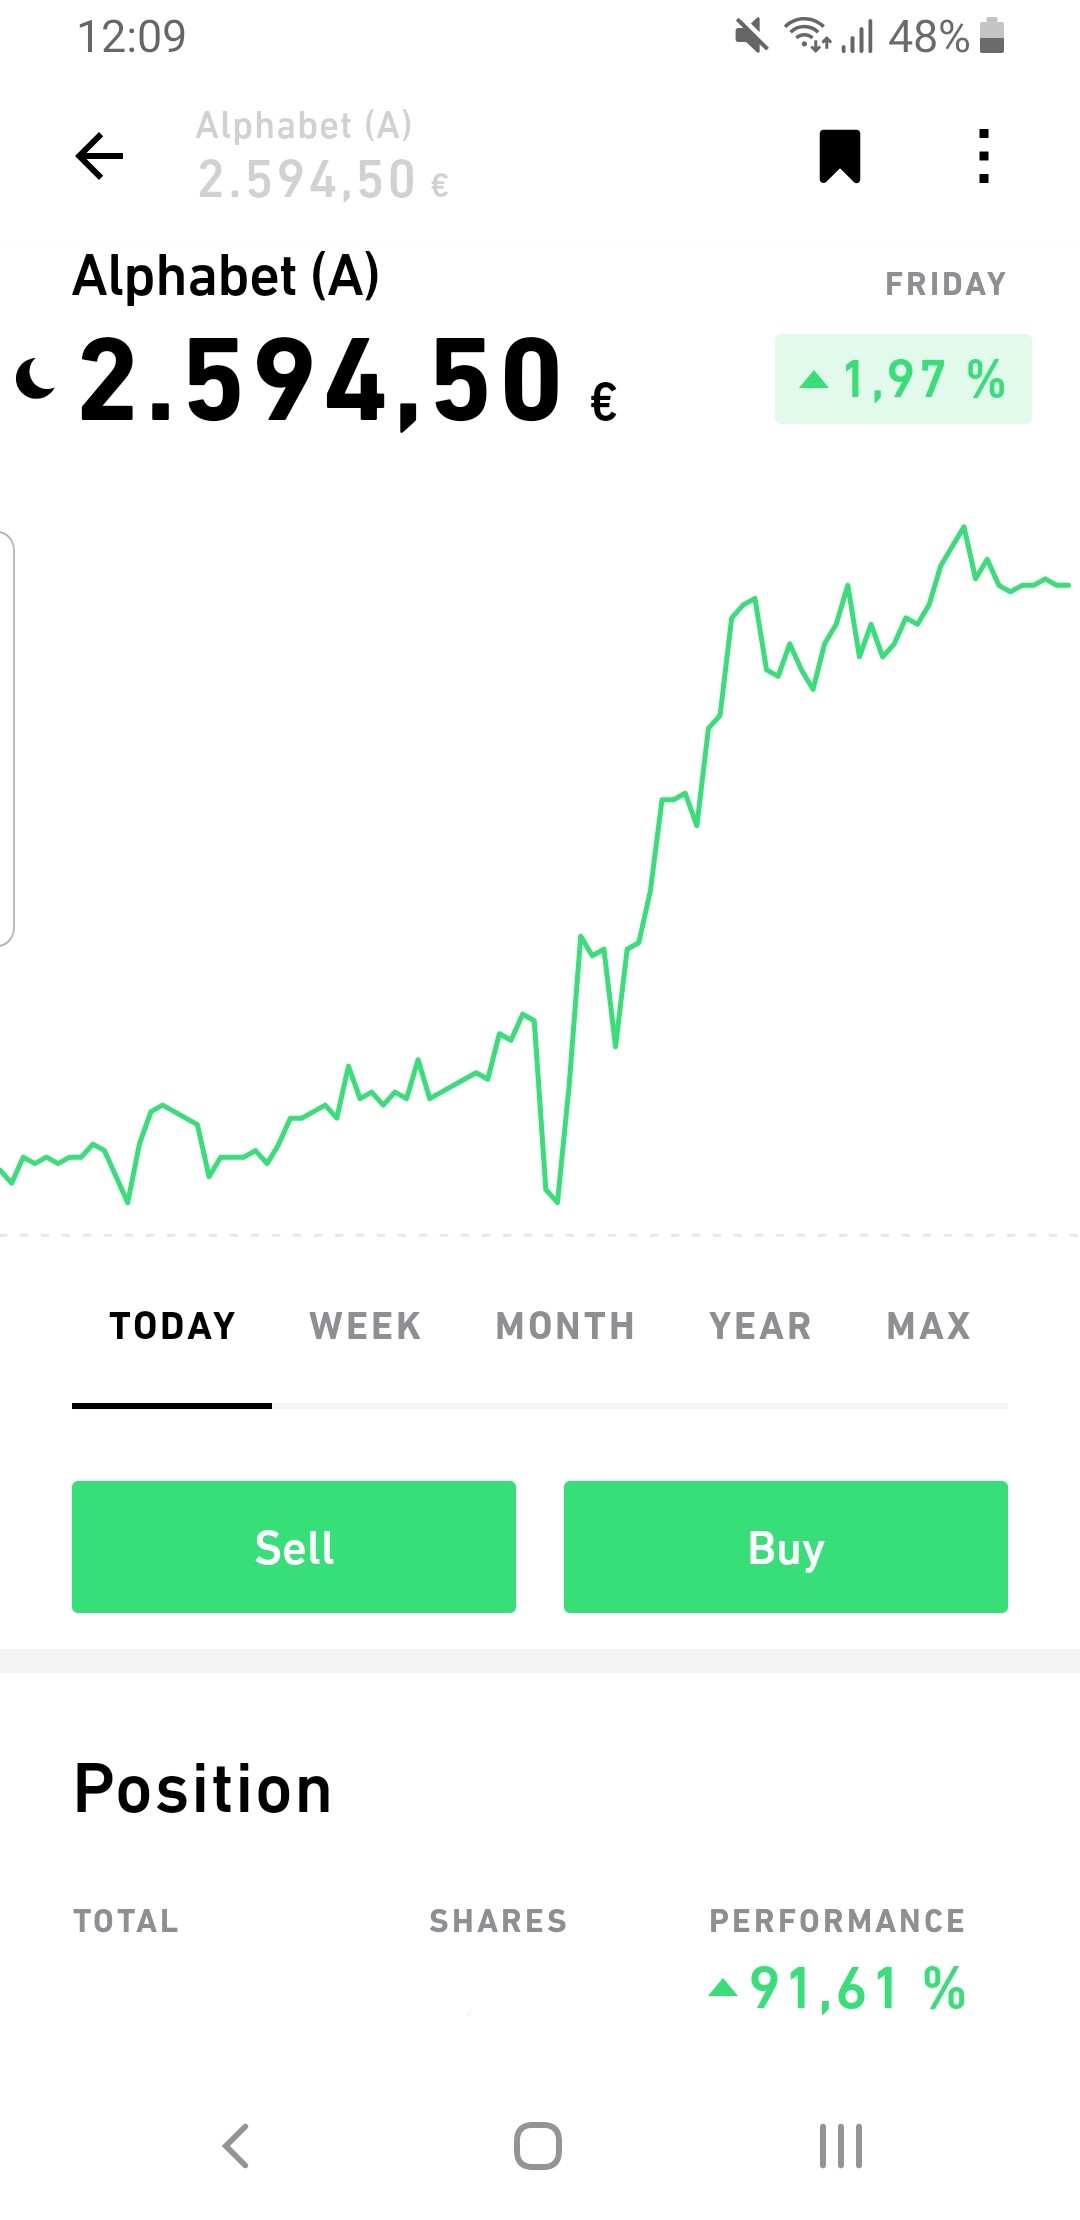 12:09 48%
Alphabet (A)
2.594,50 €
Alphabet (A) FRIDAY
2.594,50 € 1,97 %
TODAY WEEK MONTH YEAR MAX
Sell Buy
Position
TOTAL SHARES PERFORMANCE
91,61 %